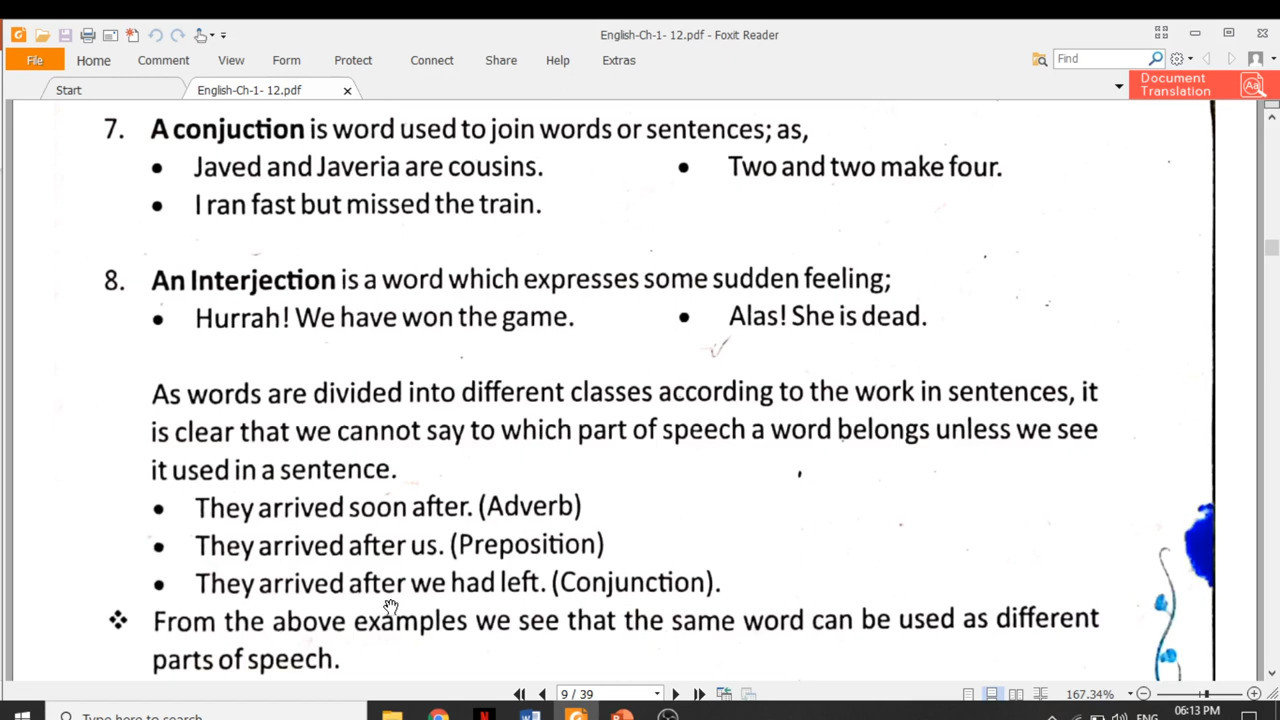 English-Ch-1- 12.pdf - Foxit Reader
File Home Comment View Form Protect Connect Share Help Extras
Find
Document Translation
Start English-Ch-1- 12.pdf
7. A conjuction is word used to join words or sentences; as,
• Javed and Javeria are cousins. • Two and two make four.
• I ran fast but missed the train.
8. An Interjection is a word which expresses some sudden feeling;
• Hurrah! We have won the game. • Alas! She is dead.
As words are divided into different classes according to the work in sentences, it
is clear that we cannot say to which part of speech a word belongs unless we see
it used in a sentence.
• They arrived soon after. (Adverb)
• They arrived after us. (Preposition)
• They arrived after we had left. (Conjunction).
❖ From the above examples we see that the same word can be used as different
parts of speech.
9 / 39
167.34%
Type here to search
ENG
06:13 PM